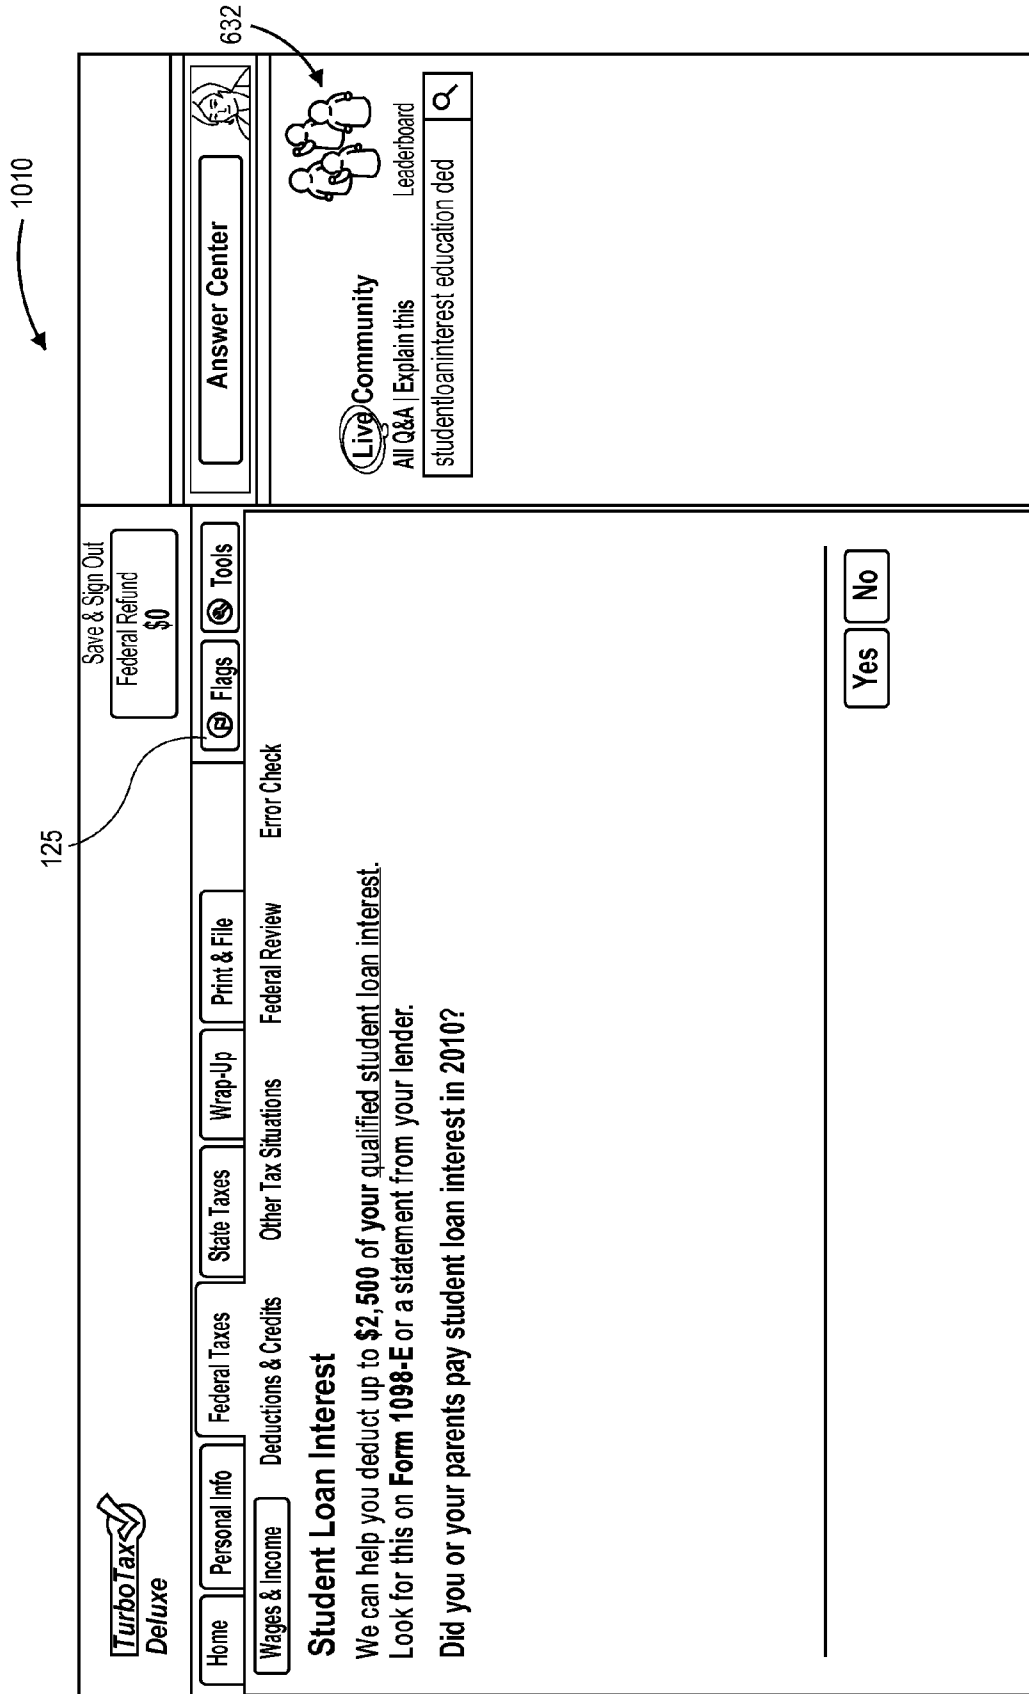 1010
632
125
TurboTax
Deluxe
Save & Sign Out
Federal Refund
$0
Home
Personal Info
Federal Taxes
State Taxes
Wrap-Up
Print & File
Flags
Tools
Wages & Income
Deductions & Credits
Other Tax Situations
Federal Review
Error Check
Student Loan Interest
We can help you deduct up to $2,500 of your qualified student loan interest.
Look for this on Form 1098-E or a statement from your lender.
Did you or your parents pay student loan interest in 2010?
Yes
No
Answer Center
Live Community
All Q&A | Explain this
Leaderboard
studentloaninterest education ded